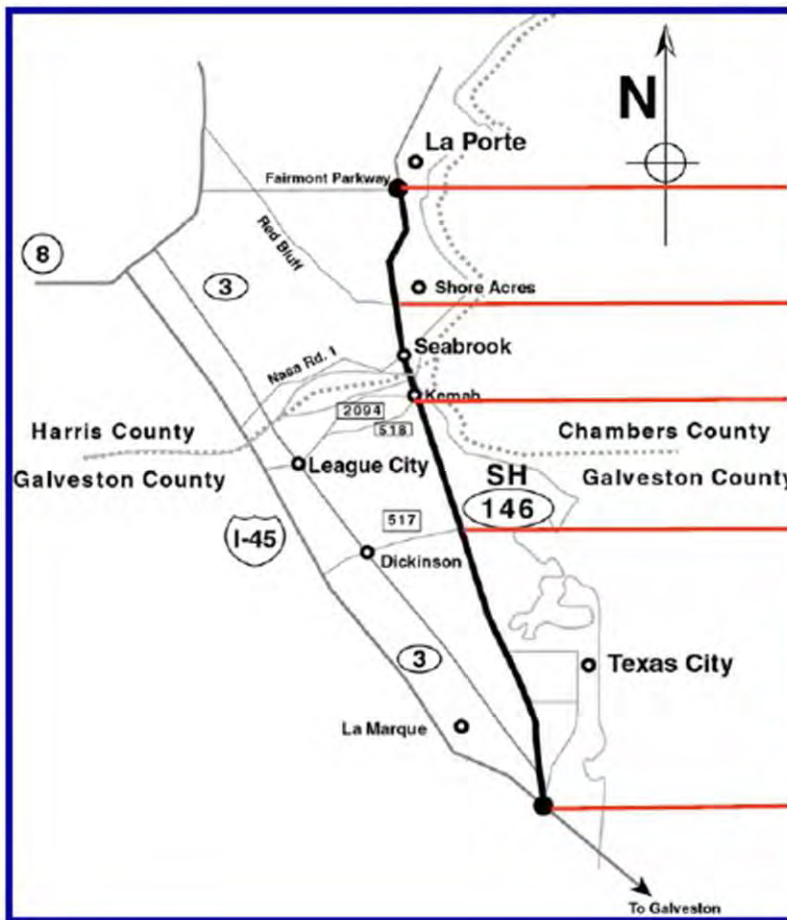 N
La Porte
Fairmont Parkway
Red Bluff
8
3
Shore Acres
Seabrook
Nasa Rd. 1
Kemah
2094
518
Harris County
Chambers County
League City
Galveston County
SH
146
Galveston County
517
I-45
Dickinson
3
Texas City
La Marque
To Galveston